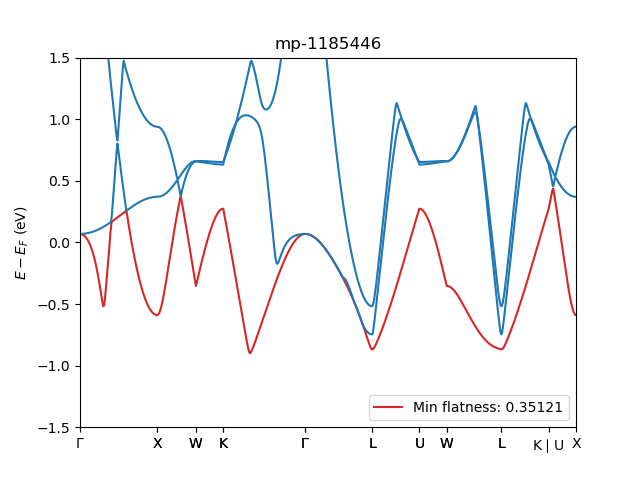 mp-1185446
E − E_F (eV)
1.5
1.0
0.5
0.0
−0.5
−1.0
−1.5
Min flatness: 0.35121
Γ X W K Γ L U W L K | U X